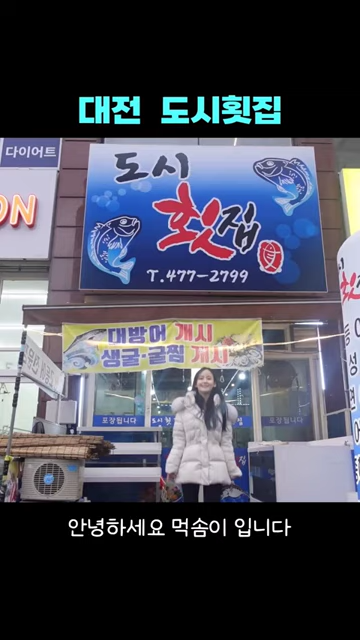 대전 도시횟집
다이어트
ON
도시
횟집
T.477-2799
대방어 개시
생굴·굴찜 개시
포장됩니다
포장됩니다
안녕하세요 먹솜이 입니다